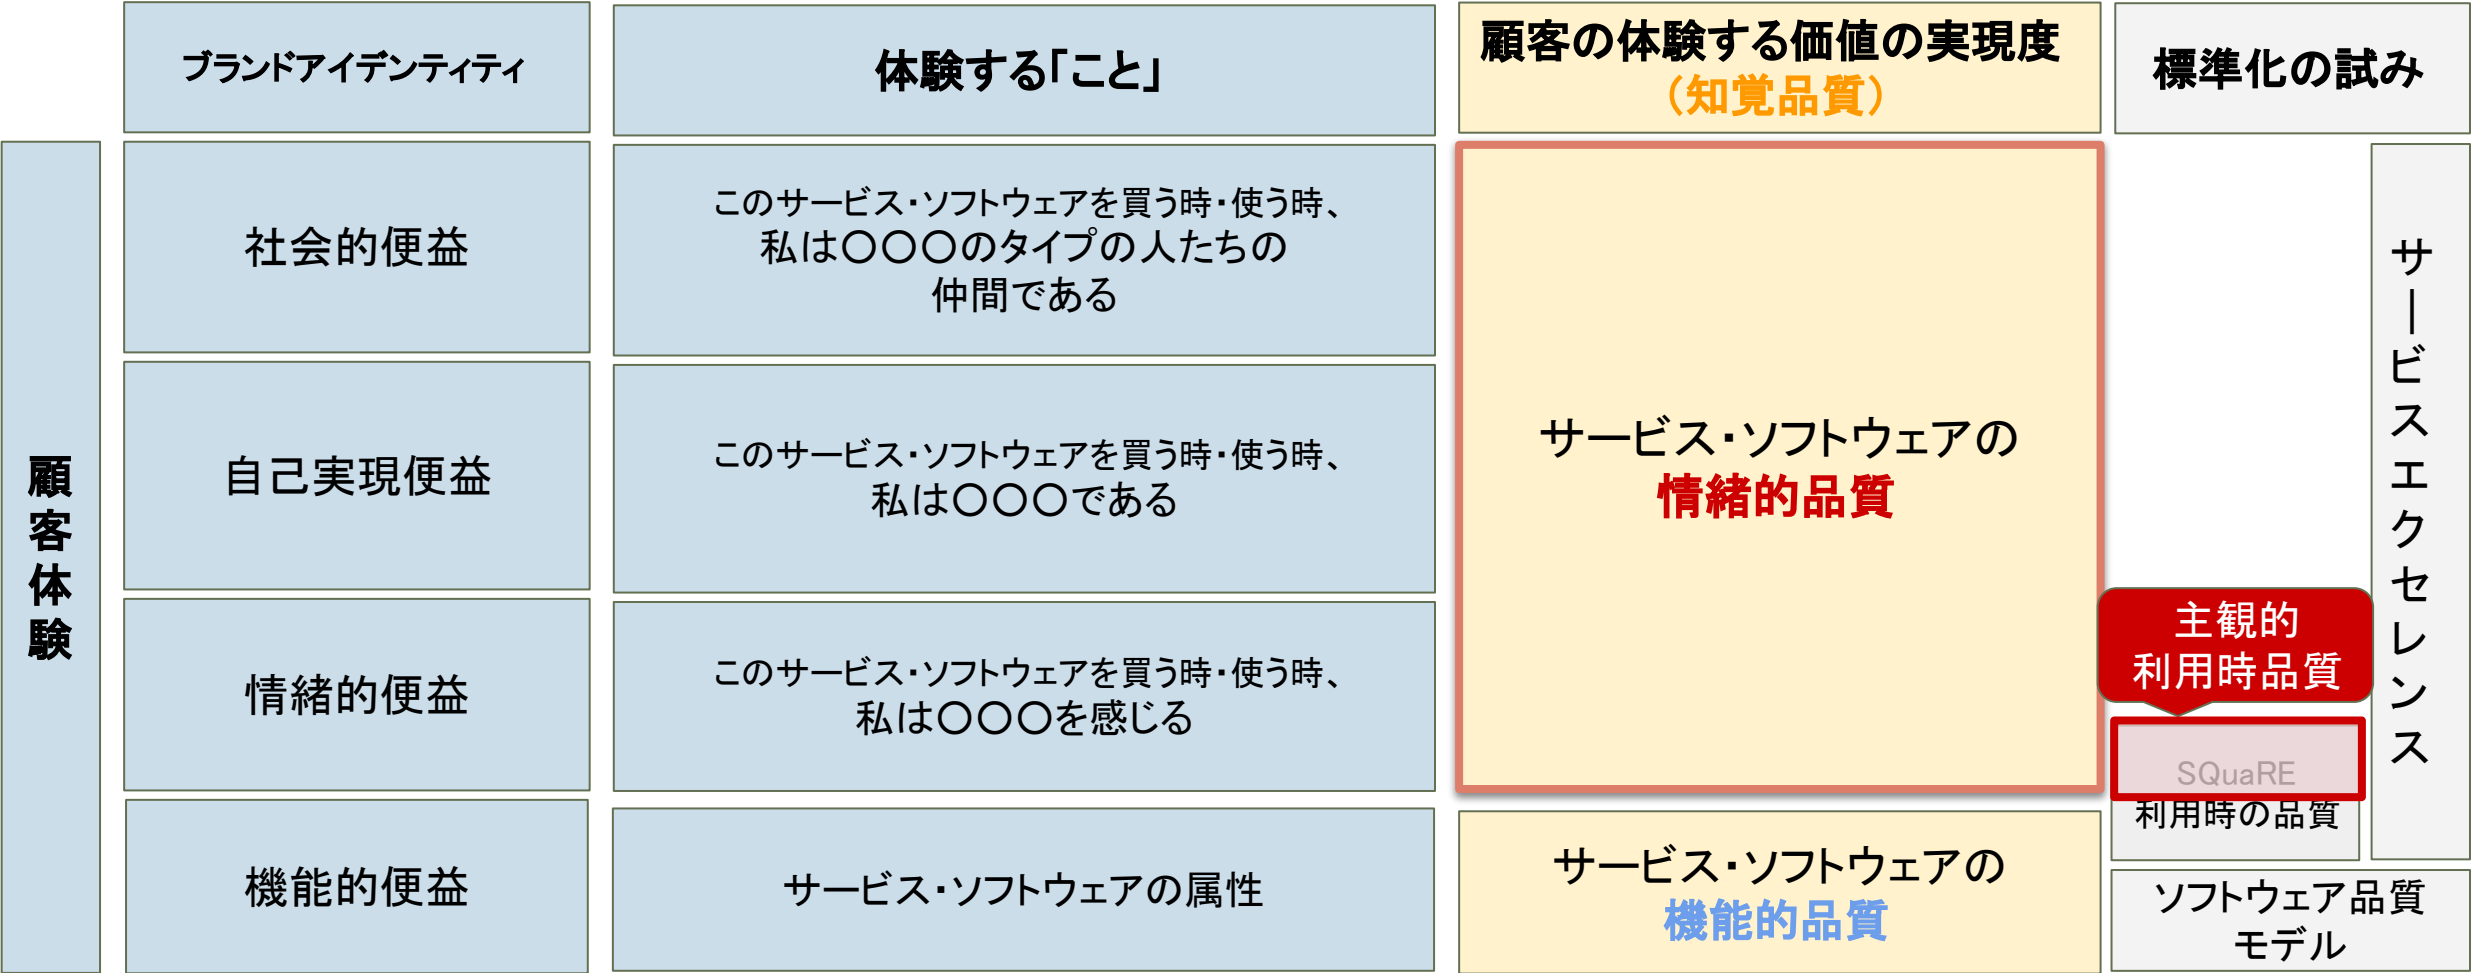 ブランドアイデンティティ
体験する「こと」
顧客の体験する価値の実現度
（知覚品質）
標準化の試み
顧客体験
社会的便益
このサービス・ソフトウェアを買う時・使う時、
私は〇〇〇のタイプの人たちの
仲間である
自己実現便益
このサービス・ソフトウェアを買う時・使う時、
私は〇〇〇である
情緒的便益
このサービス・ソフトウェアを買う時・使う時、
私は〇〇〇を感じる
機能的便益
サービス・ソフトウェアの属性
サービス・ソフトウェアの
情緒的品質
サービス・ソフトウェアの
機能的品質
主観的
利用時品質
SQuaRE
利用時の品質
サービスエクセレンス
ソフトウェア品質
モデル